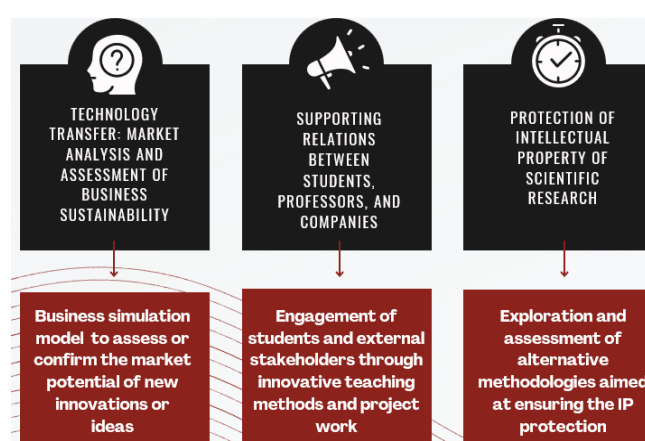 TECHNOLOGY
TRANSFER: MARKET
ANALYSIS AND
ASSESSMENT OF
BUSINESS
SUSTAINABILITY
SUPPORTING
RELATIONS
BETWEEN
STUDENTS,
PROFESSORS, AND
COMPANIES
PROTECTION OF
INTELLECTUAL
PROPERTY OF
SCIENTIFIC
RESEARCH
Business simulation
model to assess or
confirm the market
potential of new
innovations or
ideas
Engagement of
students and external
stakeholders through
innovative teaching
methods and project
work
Exploration and
assessment of
alternative
methodologies aimed
at ensuring the IP
protection